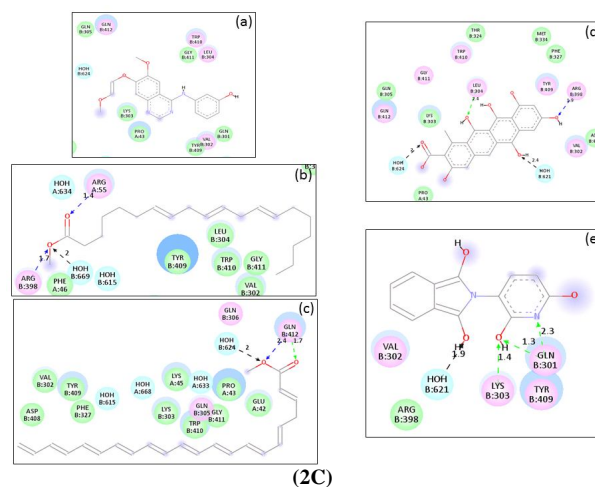 (a)
GLN B:305
GLN B:412
TRP B:410
GLY B:411
LEU B:304
HOH B:624
LYS B:303
PRO A:43
TYR B:409
VAL B:302
GLN B:301
H
(b)
HOH A:634
ARG A:55
1.4
O
1.7
2
ARG B:398
PHE A:46
HOH B:669
HOH B:615
TYR B:409
LEU B:304
TRP B:410
GLY B:411
VAL B:302
(c)
GLN B:306
GLN B:412
HOH B:624
2
2.4
1.7
O
VAL B:302
TYR B:409
ASP B:408
PHE B:327
HOH B:615
HOH A:668
LYS A:45
HOH A:633
PRO A:43
LYS B:303
GLN B:305
GLY B:411
TRP B:410
GLU A:42
(d
THR B:324
MET B:334
PHE B:327
TRP B:410
GLY B:411
LEU B:304
TYR B:409
ARG B:398
GLN B:305
GLN B:412
LYS B:303
VAL B:302
HOH B:624
2
2.4
HOH B:621
PRO A:43
(e
H
O
N
VAL B:302
1.9
HOH B:621
1.4
1.3
2.3
LYS B:303
GLN B:301
TYR B:409
ARG B:398
(2C)